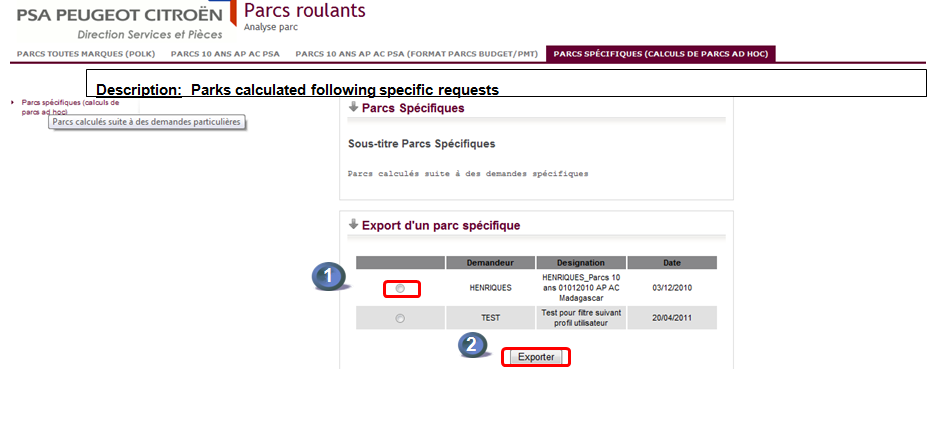 PSA PEUGEOT CITROËN
Direction Services et Pièces
Parcs roulants
Analyse parc
PARCS TOUTES MARQUES (POLK) PARCS 10 ANS AP AC PSA PARCS 10 ANS AP AC PSA (FORMAT PARCS BUDGET/PMT) PARCS SPÉCIFIQUES (CALCULS DE PARCS AD HOC)
Description: Parks calculated following specific requests
Parcs spécifiques (calculs de
parcs ad hoc)
Parcs calculés suite à des demandes particulières
Parcs Spécifiques
Sous-titre Parcs Spécifiques
Parcs calculés suite à des demandes spécifiques
Export d'un parc spécifique
Demandeur Designation Date
1
HENRIQUES
HENRIQUES_Parcs 10
ans 01012010 AP AC
Madagascar
03/12/2010
TEST
Test pour filtre suivant
profil utilisateur
20/04/2011
2
Exporter